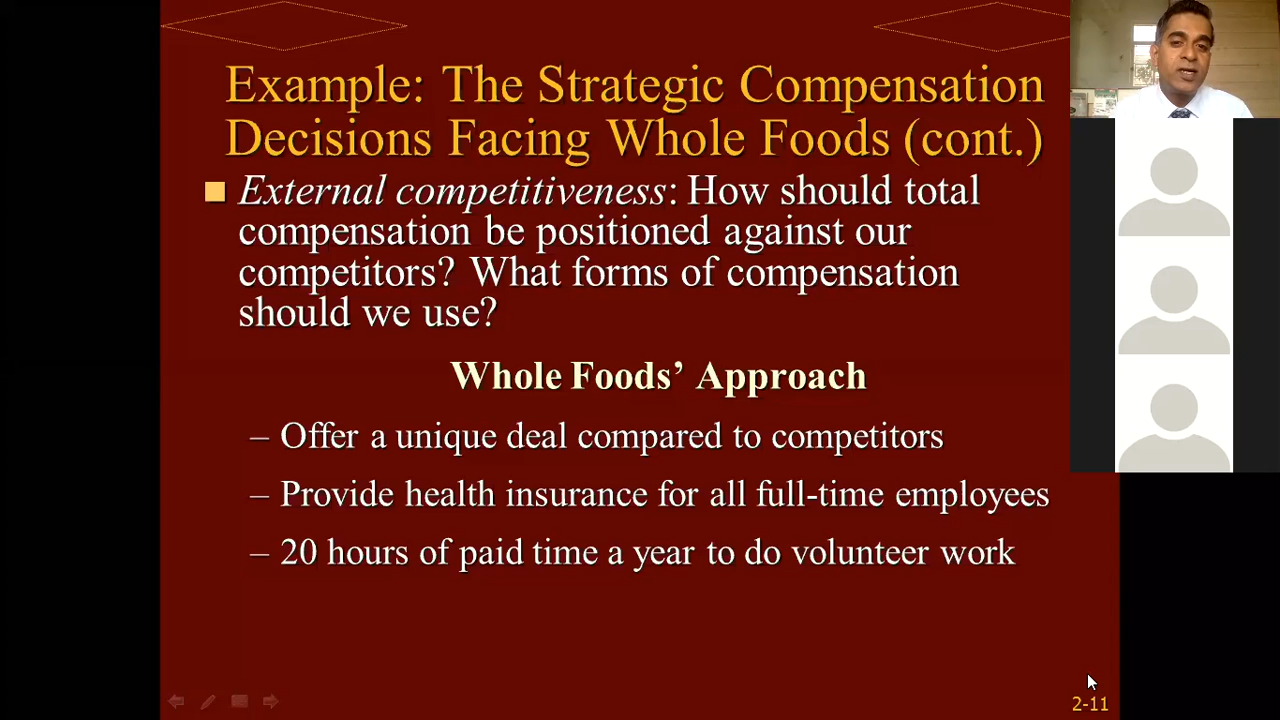 Example: The Strategic Compensation
Decisions Facing Whole Foods (cont.)
External competitiveness: How should total
compensation be positioned against our
competitors? What forms of compensation
should we use?
Whole Foods’ Approach
– Offer a unique deal compared to competitors
– Provide health insurance for all full-time employees
– 20 hours of paid time a year to do volunteer work
2-11